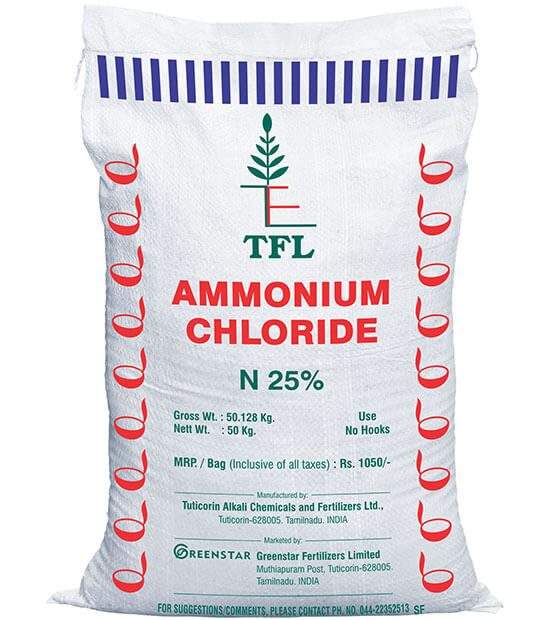 TFL
AMMONIUM
CHLORIDE
N 25%
Gross Wt. : 50.128 Kg.
Nett Wt. : 50 Kg.
Use
No Hooks
MRP. / Bag (Inclusive of all taxes) : Rs. 1050/-
Manufactured by:
Tuticorin Alkali Chemicals and Fertilizers Ltd.,
Tuticorin-628005. Tamilnadu. INDIA
Marketed by:
GREENSTAR Greenstar Fertilizers Limited
Muthiapuram Post, Tuticorin-628005.
Tamilnadu. INDIA
FOR SUGGESTIONS/COMMENTS, PLEASE CONTACT PH. NO. 044-22352513 SF